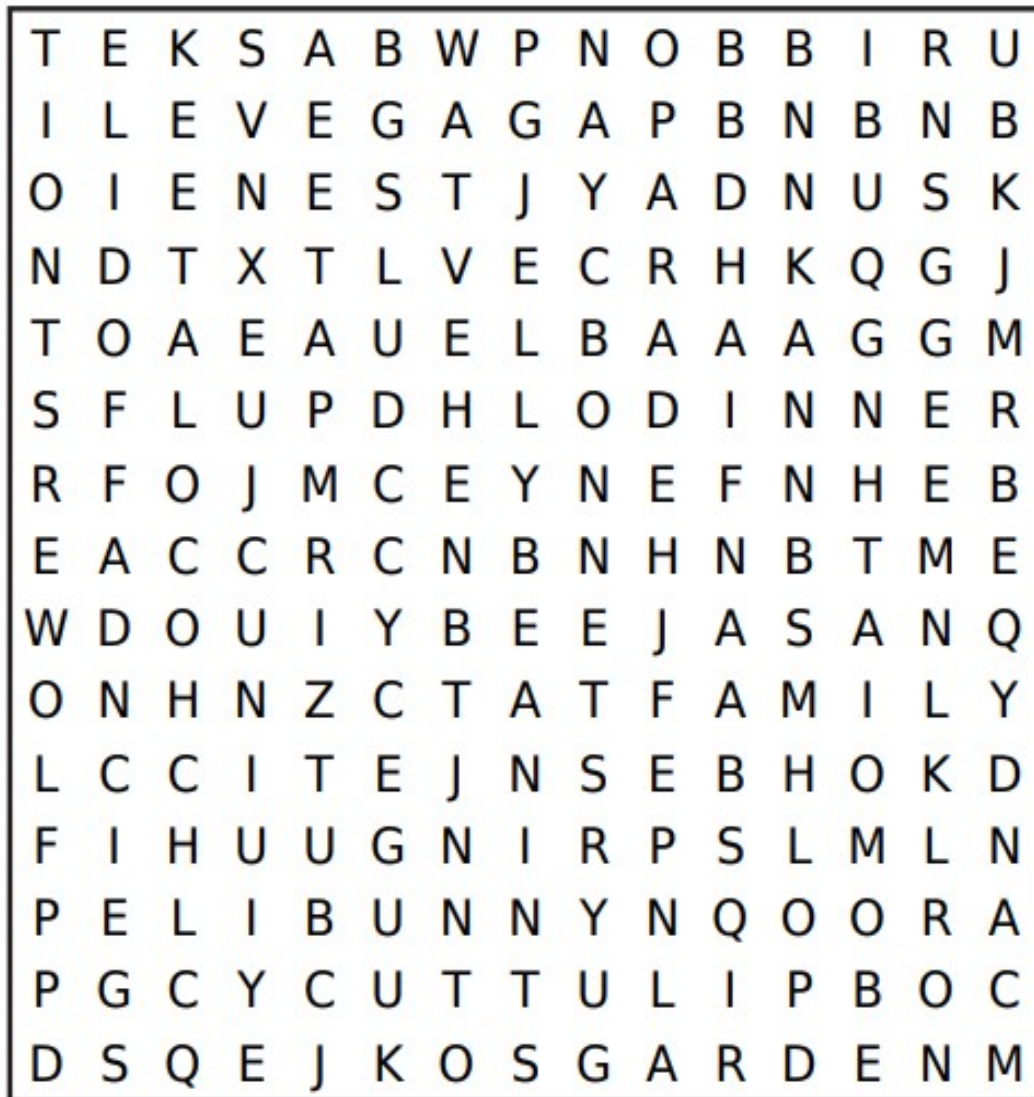 T E K S A B W P N O B B I R U
I L E V E G A G A P B N B N B
O I E N E S T J Y A D N U S K
N D T X T L V E C R H K Q G J
T O A E A U E L B A A A G G M
S F L U P D H L O D I N N E R
R F O J M C E Y N E F N H E B
E A C C R C N B N H N B T M E
W D O U I Y B E E J A S A N Q
O N H N Z C T A T F A M I L Y
L C C I T E J N S E B H O K D
F I H U U G N I R P S L M L N
P E L I B U N N Y N Q O O R A
P G C Y C U T T U L I P B O C
D S Q E J K O S G A R D E N M